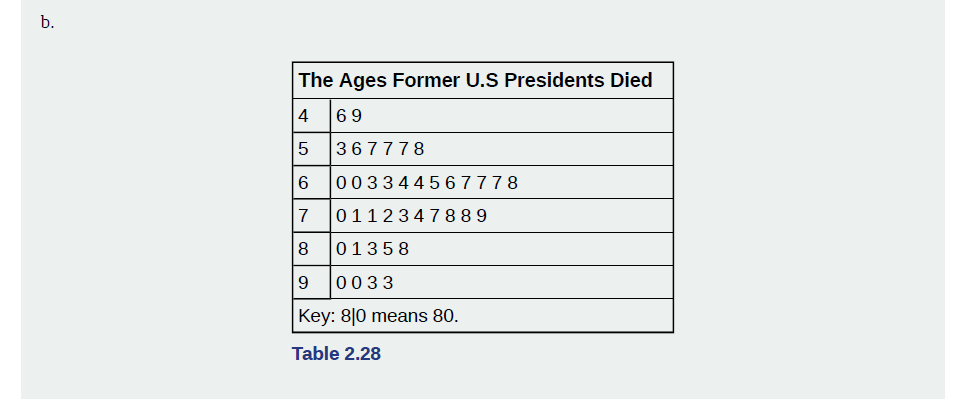 b.
The Ages Former U.S Presidents Died
4 6 9
5 3 6 7 7 7 8
6 0 0 3 3 4 4 5 6 7 7 7 8
7 0 1 1 2 3 4 7 8 8 9
8 0 1 3 5 8
9 0 0 3 3
Key: 8|0 means 80.
Table 2.28